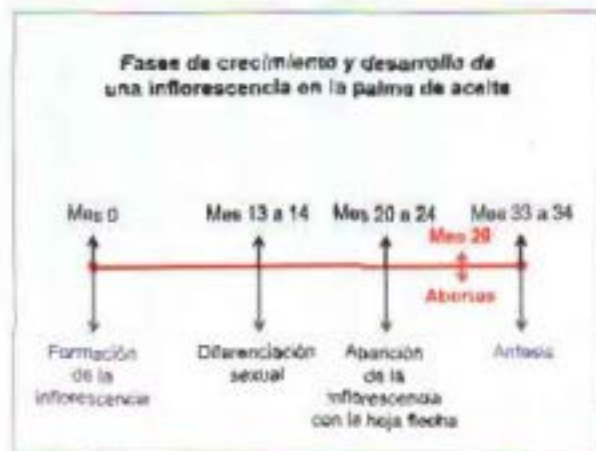 Fases de crecimiento y desarrollo de
una inflorescencia en la palma de aceite
Mes 0
Mes 13 a 14
Mes 20 a 24
Mes 33 a 34
Mes 29
Abortos
Formación
de la
inflorescencia
Diferenciación
sexual
Aparición
de la
inflorescencia
con la hoja flecha
Antesis